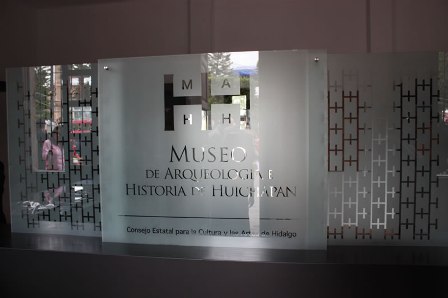 M A
H H
MUSEO
DE ARQUEOLOGÍA E
HISTORIA DE HUICHAPAN
Consejo Estatal para la Cultura y las Artes de Hidalgo